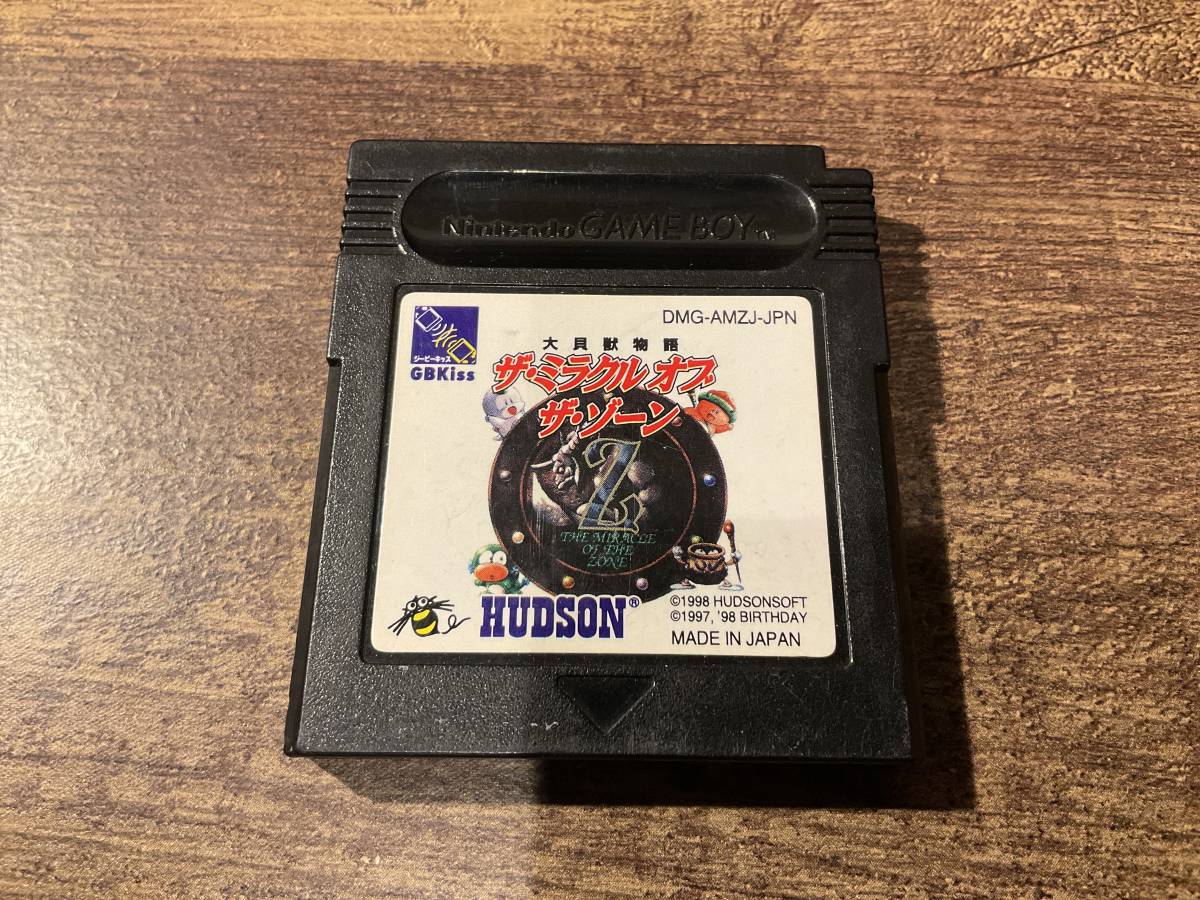 Nintendo GAME BOY TM
DMG-AMZJ-JPN
ジービーキッス
GBKiss
大貝獣物語
ザ・ミラクル オブ
ザ・ゾーン
Z
THE MIRACLE
OF THE
ZONE
HUDSON®
©1998 HUDSONSOFT
©1997, '98 BIRTHDAY
MADE IN JAPAN